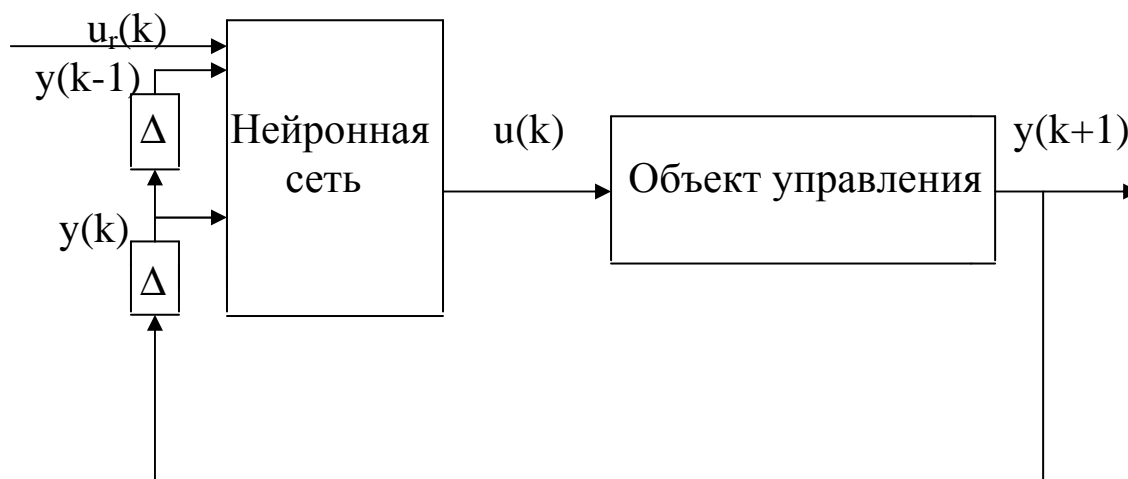 u_r(k)
y(k-1)
Δ
Нейронная
сеть
u(k)
Объект управления
y(k+1)
y(k)
Δ